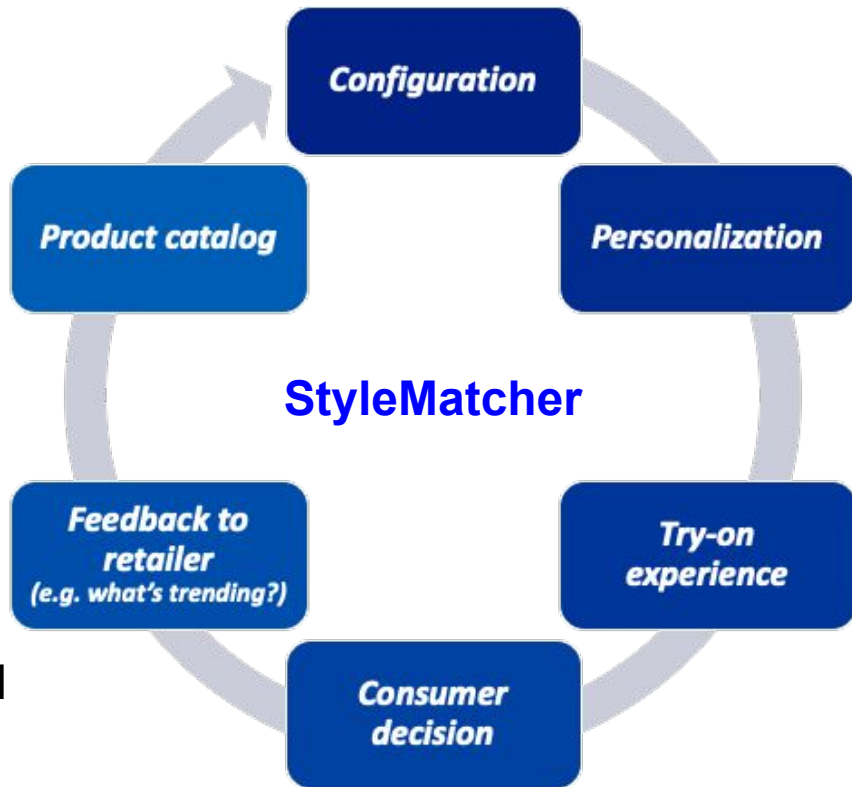 Configuration
Product catalog
Personalization
StyleMatcher
Feedback to
retailer
(e.g. what's trending?)
Try-on
experience
Consumer
decision